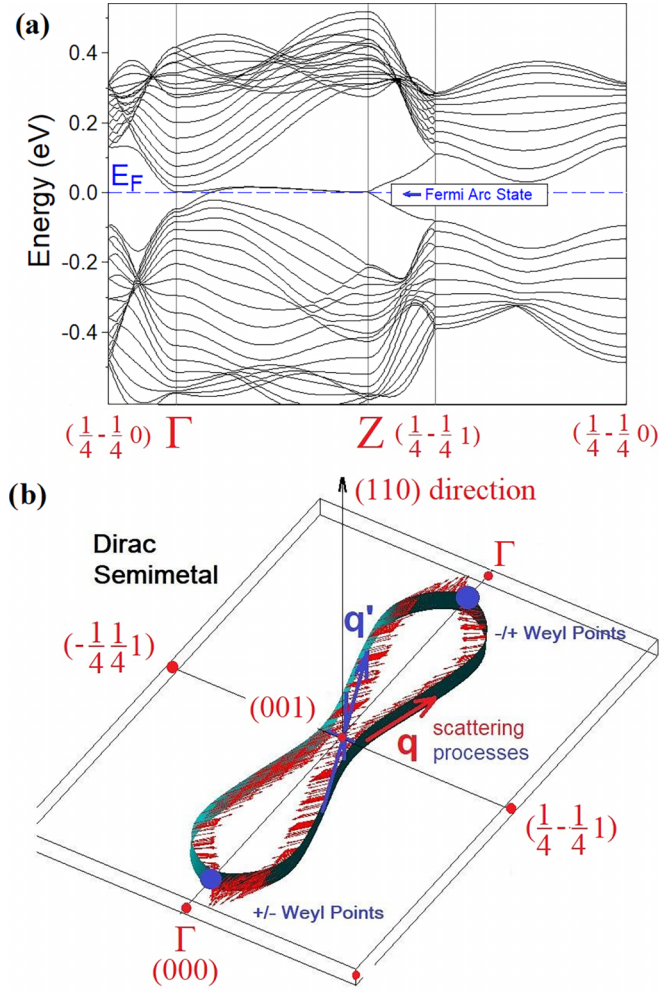 (a)
0.4
0.2
E_F
0.0
-0.2
-0.4
Energy (eV)
← Fermi Arc State
(1/4 -1/4 0) Γ Z (1/4 -1/4 1) (1/4 -1/4 0)
(b)
(110) direction
Dirac
Semimetal
Γ
q'
-/+ Weyl Points
(-1/4 1/4 1)
(001)
q scattering
processes
(1/4 -1/4 1)
+/- Weyl Points
Γ
(000)